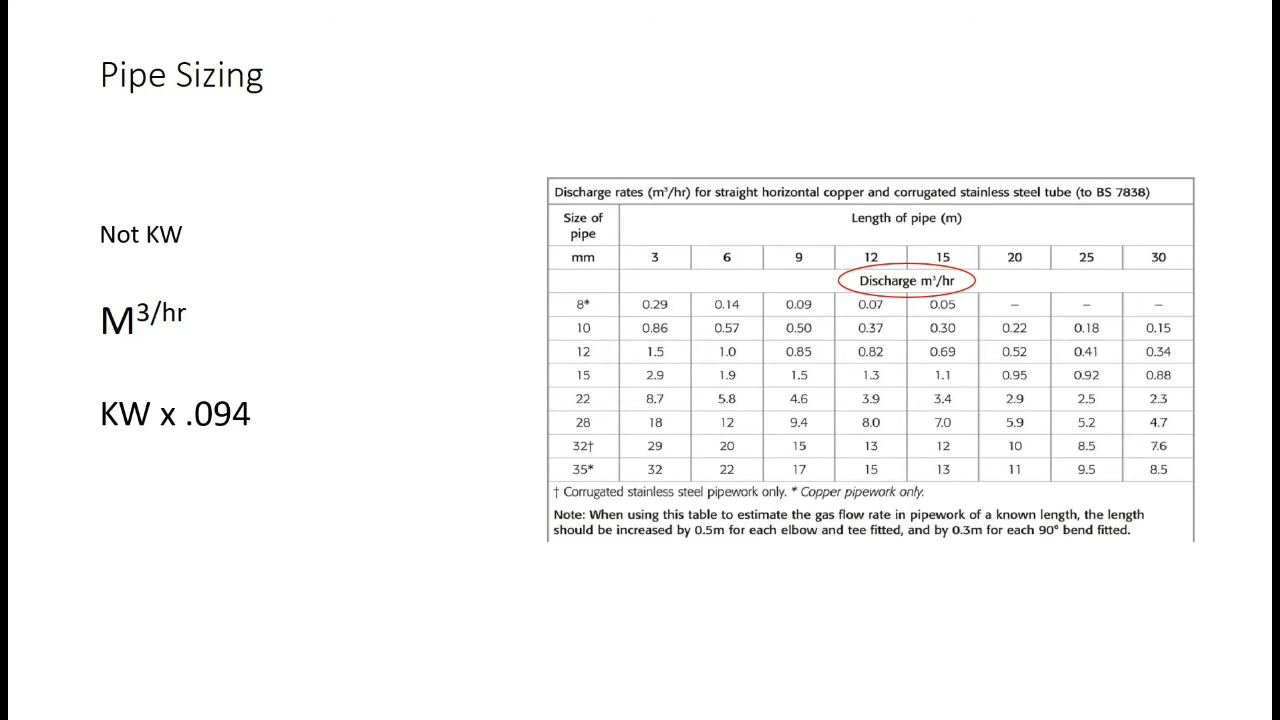 Pipe Sizing
Not KW
M3/hr
KW x .094
Discharge rates (m³/hr) for straight horizontal copper and corrugated stainless steel tube (to BS 7838)
Size of pipe Length of pipe (m)
mm 3 6 9 12 15 20 25 30
Discharge m³/hr
8* 0.29 0.14 0.09 0.07 0.05 – – –
10 0.86 0.57 0.50 0.37 0.30 0.22 0.18 0.15
12 1.5 1.0 0.85 0.82 0.69 0.52 0.41 0.34
15 2.9 1.9 1.5 1.3 1.1 0.95 0.92 0.88
22 8.7 5.8 4.6 3.9 3.4 2.9 2.5 2.3
28 18 12 9.4 8.0 7.0 5.9 5.2 4.7
32† 29 20 15 13 12 10 8.5 7.6
35* 32 22 17 15 13 11 9.5 8.5
† Corrugated stainless steel pipework only. * Copper pipework only.
Note: When using this table to estimate the gas flow rate in pipework of a known length, the length
should be increased by 0.5m for each elbow and tee fitted, and by 0.3m for each 90° bend fitted.